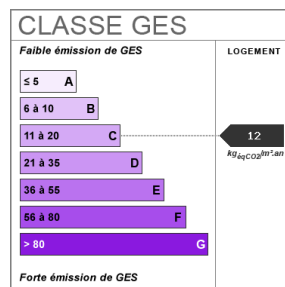 CLASSE GES
Faible émission de GES
LOGEMENT
≤ 5 A
6 à 10 B
11 à 20 C
12
kgéqCO2/m².an
21 à 35 D
36 à 55 E
56 à 80 F
> 80 G
Forte émission de GES